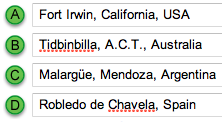 A Fort Irwin, California, USA
B Tidbinbilla, A.C.T., Australia
C Malargüe, Mendoza, Argentina
D Robledo de Chavela, Spain